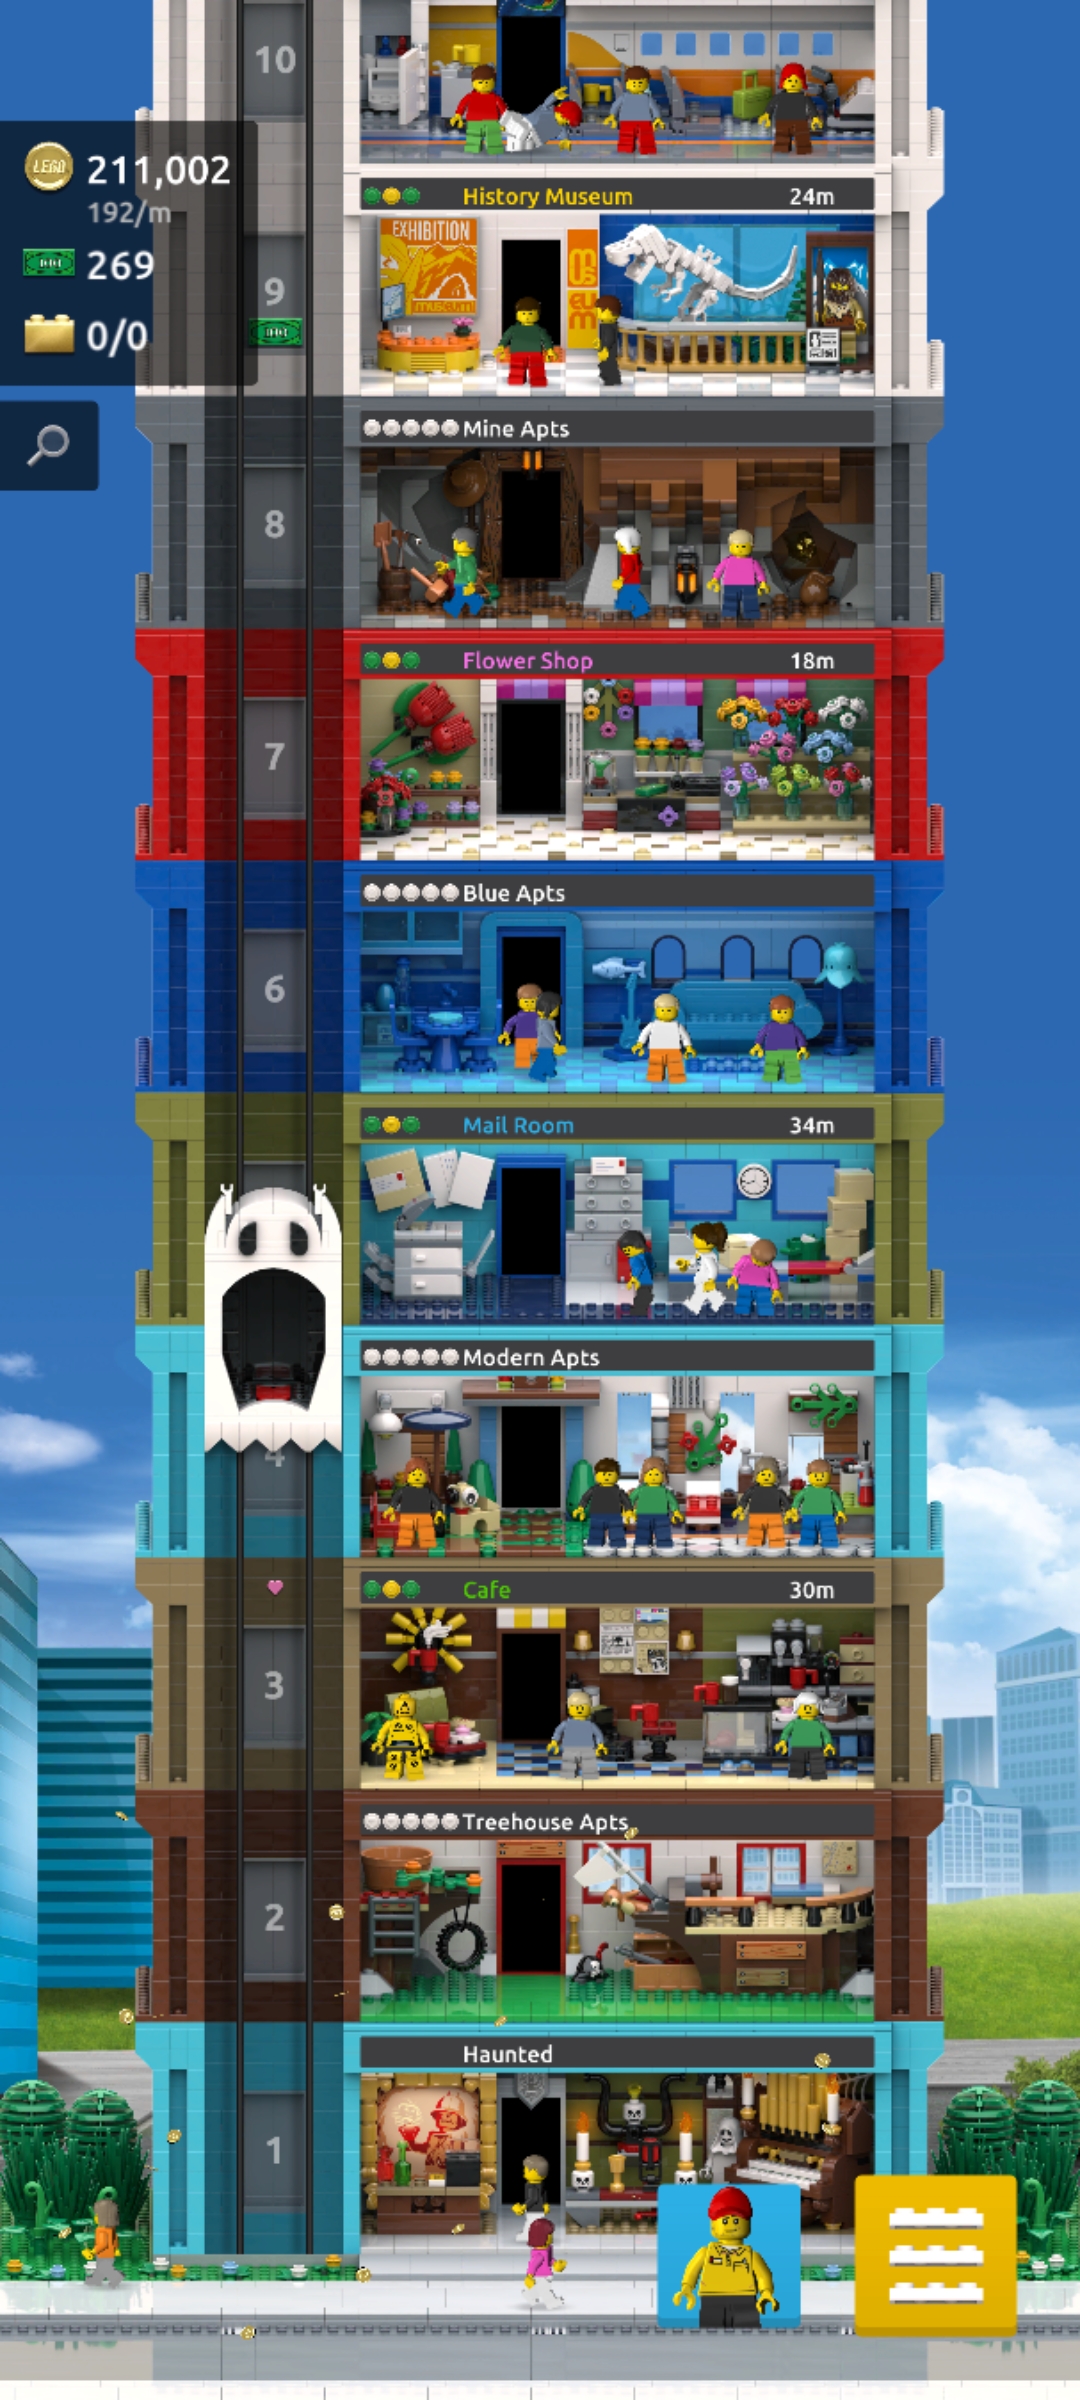 10
LEGO
211,002
192/m
269
0/0
History Museum 24m
EXHIBITION
museum
mus
eum
9
Mine Apts
8
Flower Shop 18m
7
Blue Apts
6
Mail Room 34m
Modern Apts
4
Cafe 30m
3
Treehouse Apts
2
Haunted
1